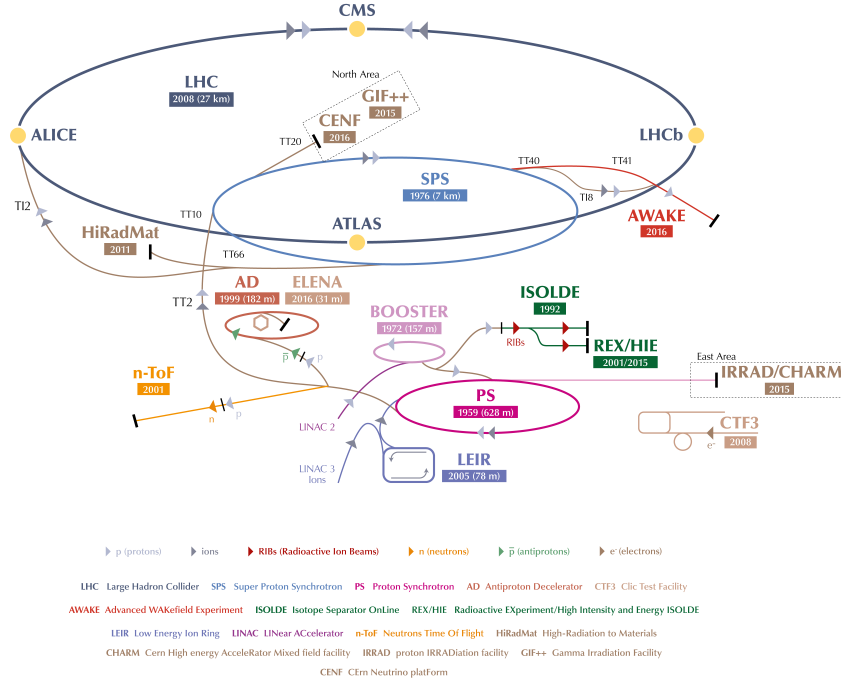 CMS
LHC
2008 (27 km)
North Area
GIF++
2015
CENF
2016
ALICE
LHCb
TT20
TT40
TT41
SPS
1976 (7 km)
TI8
TI2
TT10
AWAKE
2016
ATLAS
HiRadMat
2011
TT66
AD
1999 (182 m)
ELENA
2016 (31 m)
TT2
BOOSTER
1972 (157 m)
ISOLDE
1992
RIBs
REX/HIE
2001/2015
p̅
p
East Area
IRRAD/CHARM
2015
n-ToF
2001
n
p
PS
1959 (628 m)
LINAC 2
CTF3
2008
e-
LINAC 3
Ions
LEIR
2005 (78 m)
p (protons) ions RIBs (Radioactive Ion Beams) n (neutrons) p̅ (antiprotons) e- (electrons)
LHC Large Hadron Collider SPS Super Proton Synchrotron PS Proton Synchrotron AD Antiproton Decelerator CTF3 Clic Test Facility
AWAKE Advanced WAKefield Experiment ISOLDE Isotope Separator OnLine REX/HIE Radioactive EXperiment/High Intensity and Energy ISOLDE
LEIR Low Energy Ion Ring LINAC LINear ACcelerator n-ToF Neutrons Time Of Flight HiRadMat High-Radiation to Materials
CHARM Cern High energy AcceleRator Mixed field facility IRRAD proton IRRADiation facility GIF++ Gamma Irradiation Facility
CENF CErn Neutrino platForm